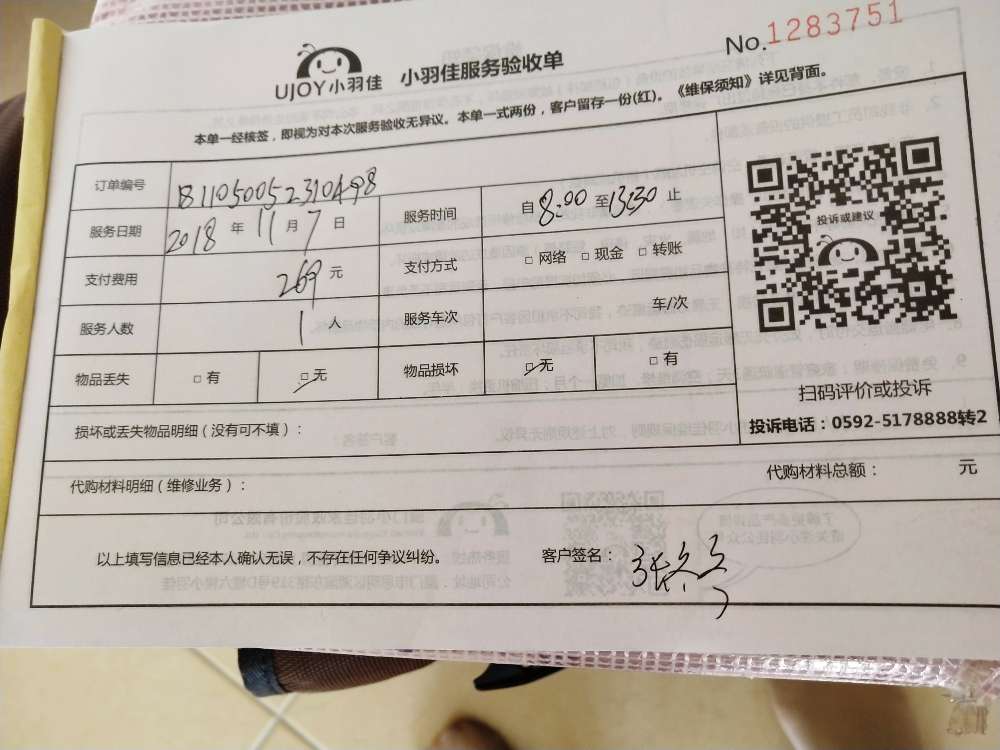 No.1283751
UJOY小羽佳 小羽佳服务验收单
本单一经核签，即视为对本次服务验收无异议。本单一式两份，客户留存一份(红)。《维保须知》详见背面。
订单编号 B11050052310498
服务日期 2018 年 11 月 7 日 服务时间 自 8:00 至 13:30 止
支付费用 269 元 支付方式 □ 网络 □ 现金 □ 转账
服务人数 1 人 服务车次 车/次
物品丢失 □ 有 □ 无 物品损坏 □ 无 □ 有
投诉或建议
扫码评价或投诉
投诉电话：0592-5178888转2
损坏或丢失物品明细（没有可不填）：
代购材料明细（维修业务）： 代购材料总额： 元
以上填写信息已经本人确认无误，不存在任何争议纠纷。 客户签名：